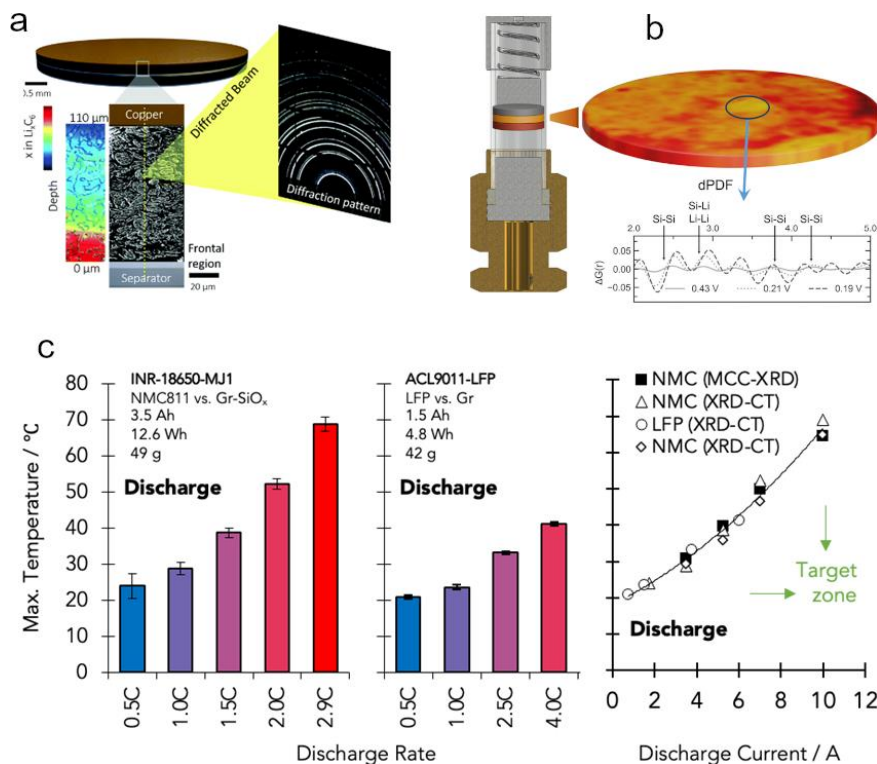 a
0.5 mm
x in LiₓC₆
110 μm
Depth
0 μm
Copper
Separator
Frontal
region
20 μm
Diffracted Beam
Diffraction pattern
b
dPDF
Si-Si
Si-Li
Li-Li
Si-Si
Si-Si
2.0
3.0
4.0
5.0
ΔG(r)
0.05
0.00
−0.05
0.43 V
0.21 V
0.19 V
c
Max. Temperature / °C
80
70
60
50
40
30
20
10
0
INR-18650-MJ1
NMC811 vs. Gr-SiOₓ
3.5 Ah
12.6 Wh
49 g
Discharge
0.5C
1.0C
1.5C
2.0C
2.9C
ACL9011-LFP
LFP vs. Gr
1.5 Ah
4.8 Wh
42 g
Discharge
0.5C
1.0C
2.5C
4.0C
Discharge Rate
NMC (MCC-XRD)
NMC (XRD-CT)
LFP (XRD-CT)
NMC (XRD-CT)
Target
zone
Discharge
0 2 4 6 8 10 12
Discharge Current / A